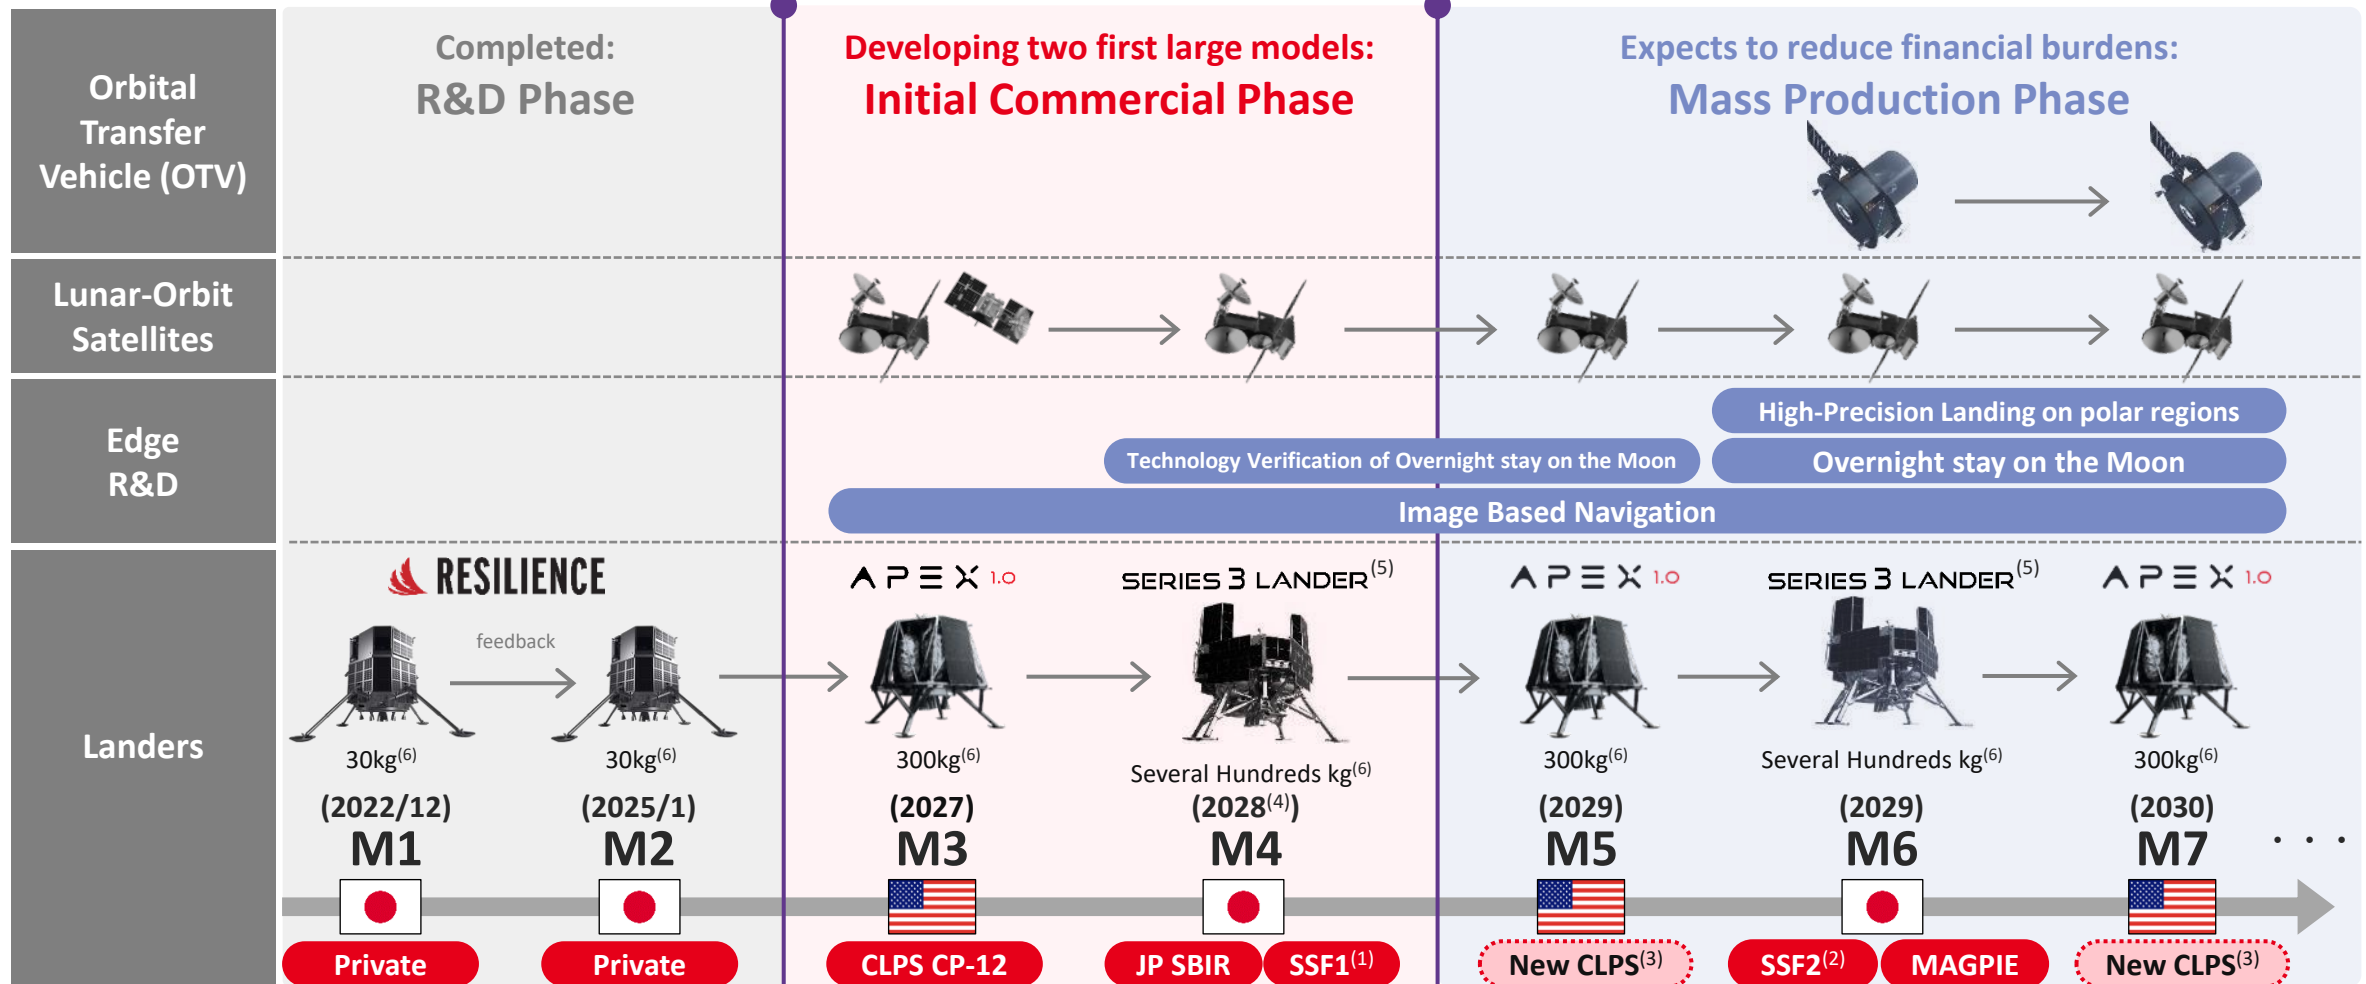 Orbital
Transfer
Vehicle (OTV)
Completed:
R&D Phase
Developing two first large models:
Initial Commercial Phase
Expects to reduce financial burdens:
Mass Production Phase
Lunar-Orbit
Satellites
Edge
R&D
High-Precision Landing on polar regions
Technology Verification of Overnight stay on the Moon
Overnight stay on the Moon
Image Based Navigation
Landers
RESILIENCE
APEX 1.0
SERIES 3 LANDER(5)
APEX 1.0
SERIES 3 LANDER(5)
APEX 1.0
feedback
30kg(6)
30kg(6)
300kg(6)
Several Hundreds kg(6)
300kg(6)
Several Hundreds kg(6)
300kg(6)
(2022/12)
(2025/1)
(2027)
(2028(4))
(2029)
(2029)
(2030)
M1
M2
M3
M4
M5
M6
M7
. . .
Private
Private
CLPS CP-12
JP SBIR
SSF1(1)
New CLPS(3)
SSF2(2)
MAGPIE
New CLPS(3)